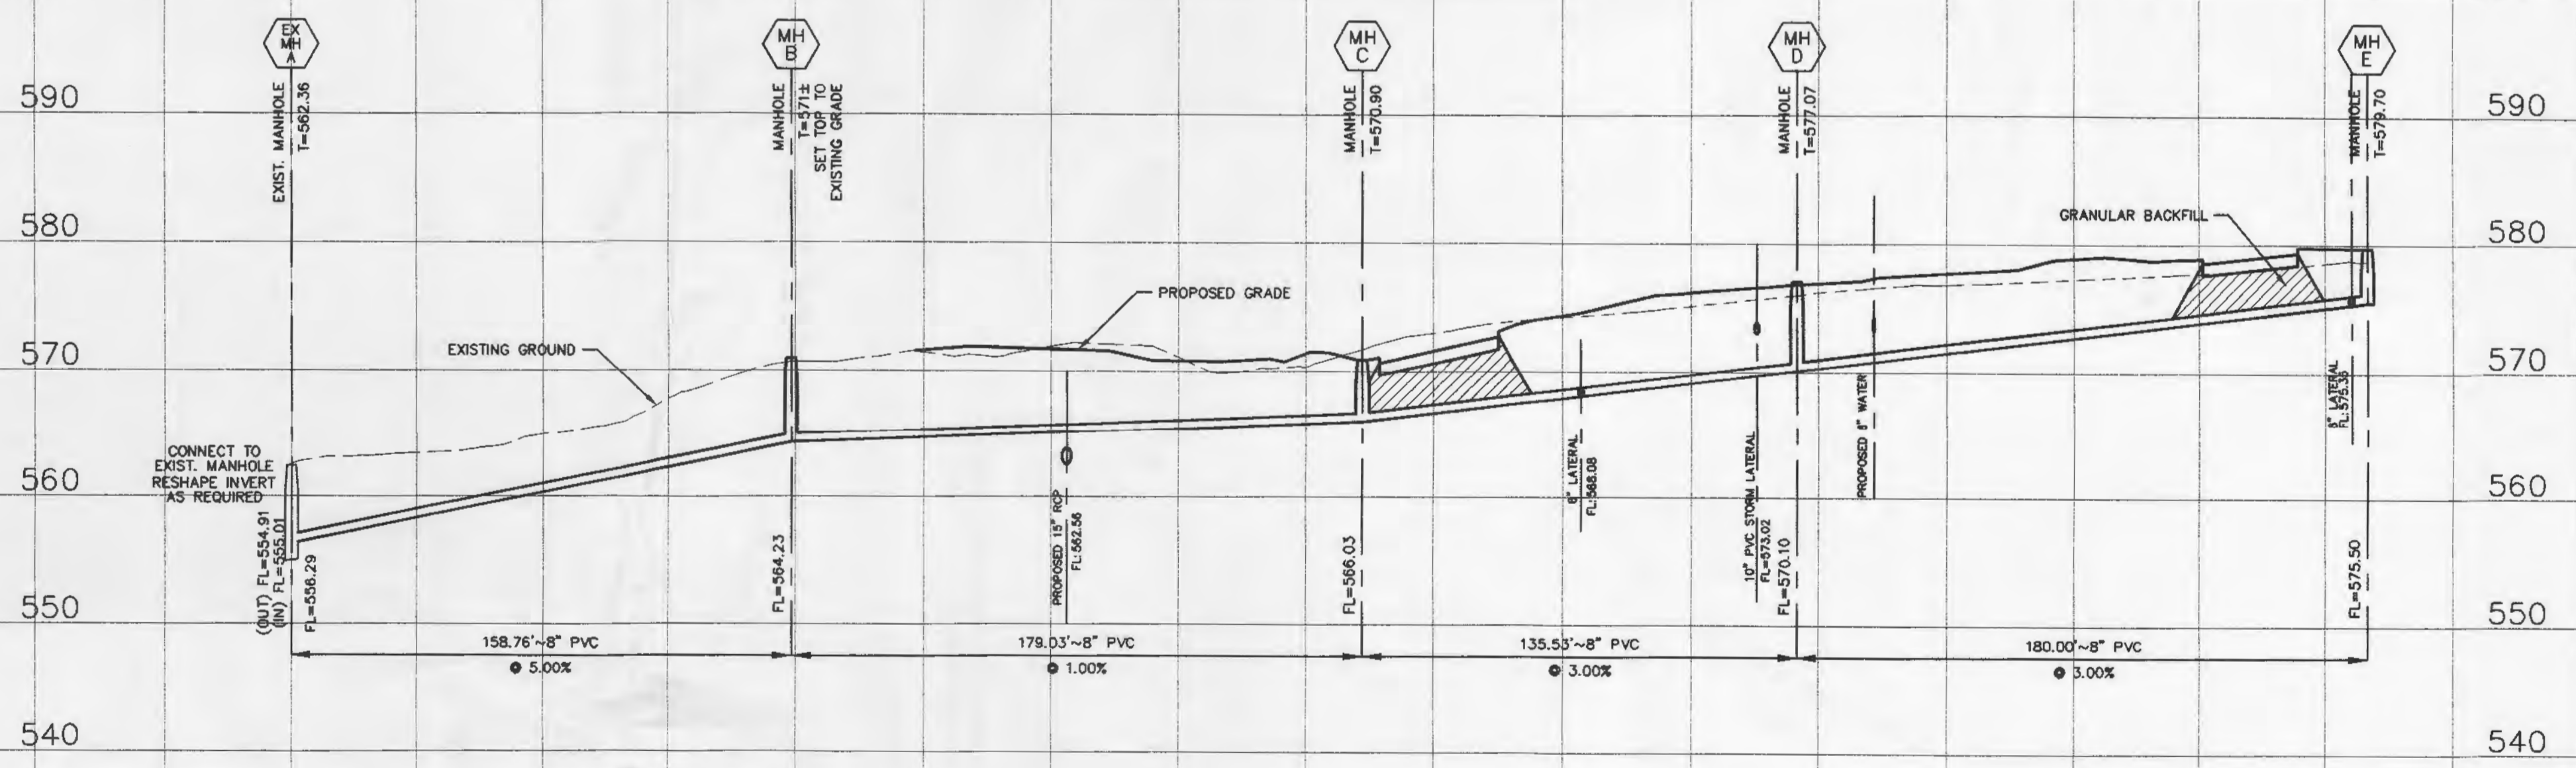 EX
MH
A
MH
B
MH
C
MH
D
MH
E
590
580
570
560
550
540
EXIST. MANHOLE
T=562.36
MANHOLE
T=571±
SET TOP TO
EXISTING GRADE
MANHOLE
T=570.90
MANHOLE
T=577.07
MANHOLE
T=579.70
590
580
570
560
550
540
GRANULAR BACKFILL
PROPOSED GRADE
EXISTING GROUND
CONNECT TO
EXIST. MANHOLE
RESHAPE INVERT
AS REQUIRED
(OUT) FL=554.91
(IN) FL=555.01
FL=556.29
FL=564.23
PROPOSED 15" RCP
FL:562.56
FL=566.03
LATERAL
FL:568.08
10" PVC STORM LATERAL
FL=573.02
FL=570.10
PROPOSED 8" WATER
LATERAL
FL:575.35
FL=575.50
158.76'~8" PVC
@ 5.00%
179.03'~8" PVC
@ 1.00%
135.53'~8" PVC
@ 3.00%
180.00'~8" PVC
@ 3.00%